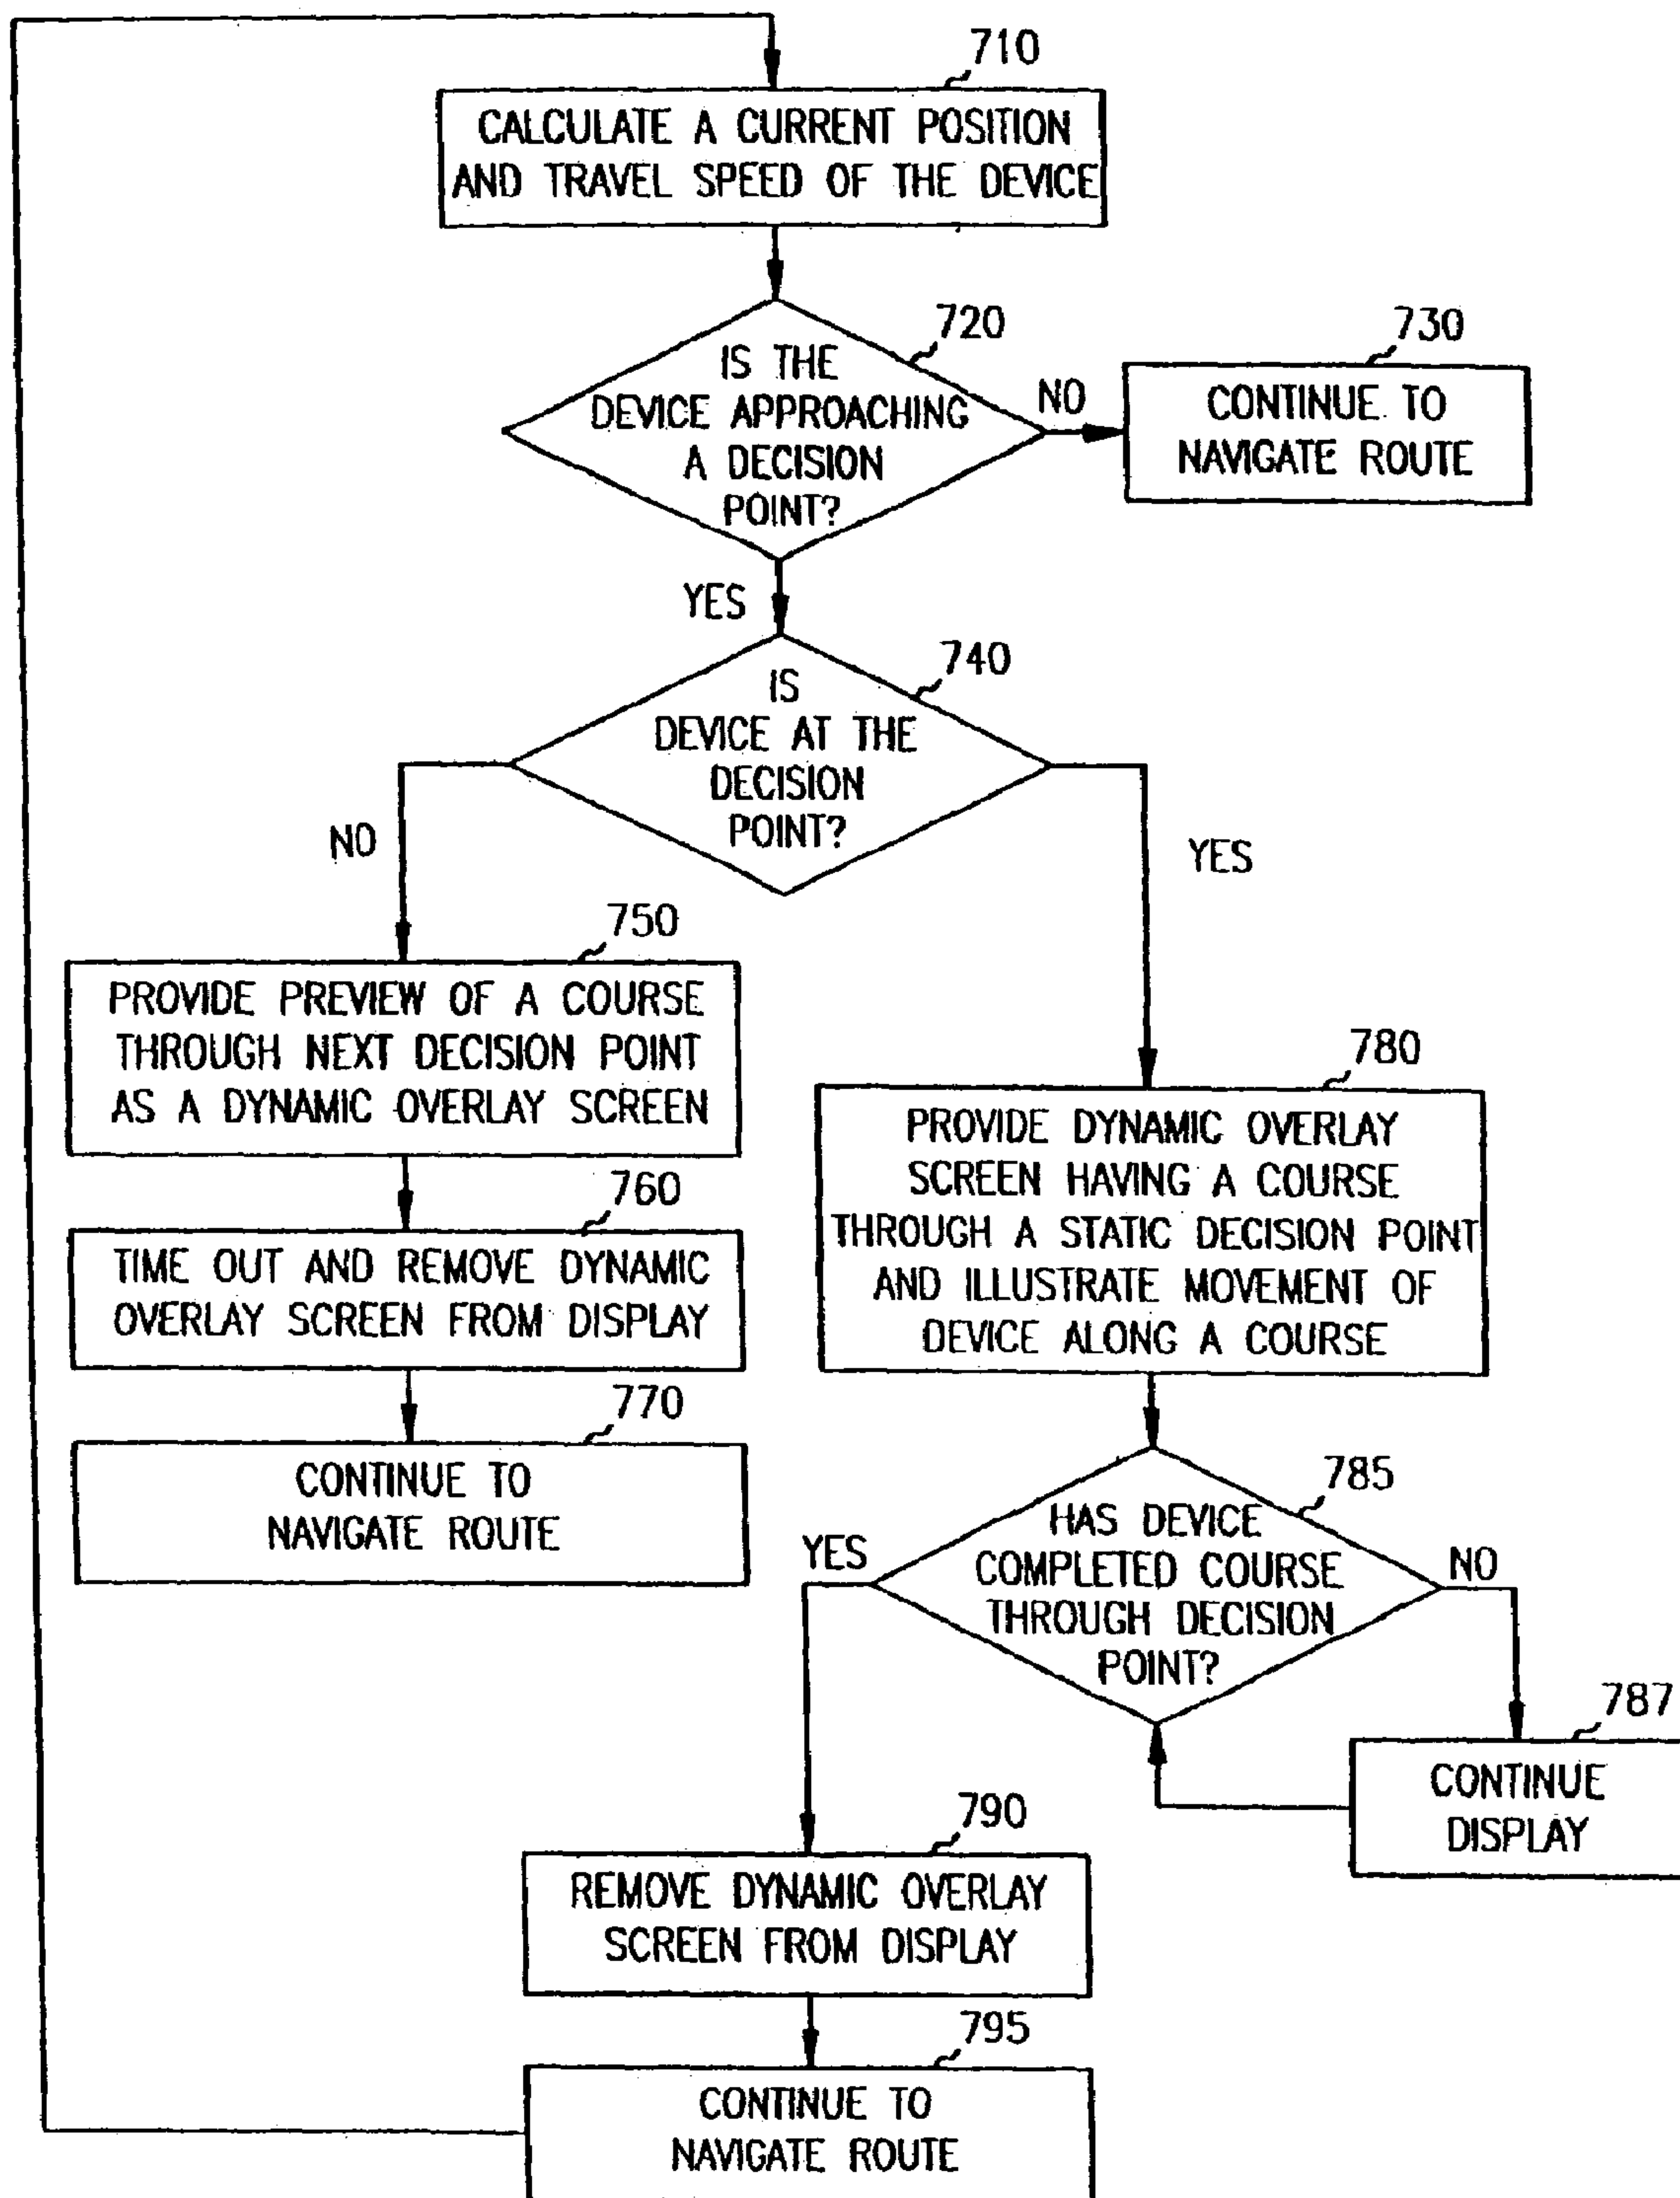 710
CALCULATE A CURRENT POSITION
AND TRAVEL SPEED OF THE DEVICE
720
IS THE
DEVICE APPROACHING
A DECISION
POINT?
NO
730
CONTINUE TO
NAVIGATE ROUTE
YES
740
IS
DEVICE AT THE
DECISION
POINT?
NO
YES
750
PROVIDE PREVIEW OF A COURSE
THROUGH NEXT DECISION POINT
AS A DYNAMIC OVERLAY SCREEN
760
TIME OUT AND REMOVE DYNAMIC
OVERLAY SCREEN FROM DISPLAY
770
CONTINUE TO
NAVIGATE ROUTE
780
PROVIDE DYNAMIC OVERLAY
SCREEN HAVING A COURSE
THROUGH A STATIC DECISION POINT
AND ILLUSTRATE MOVEMENT OF
DEVICE ALONG A COURSE
785
HAS DEVICE
COMPLETED COURSE
THROUGH DECISION
POINT?
YES
NO
787
CONTINUE
DISPLAY
790
REMOVE DYNAMIC OVERLAY
SCREEN FROM DISPLAY
795
CONTINUE TO
NAVIGATE ROUTE